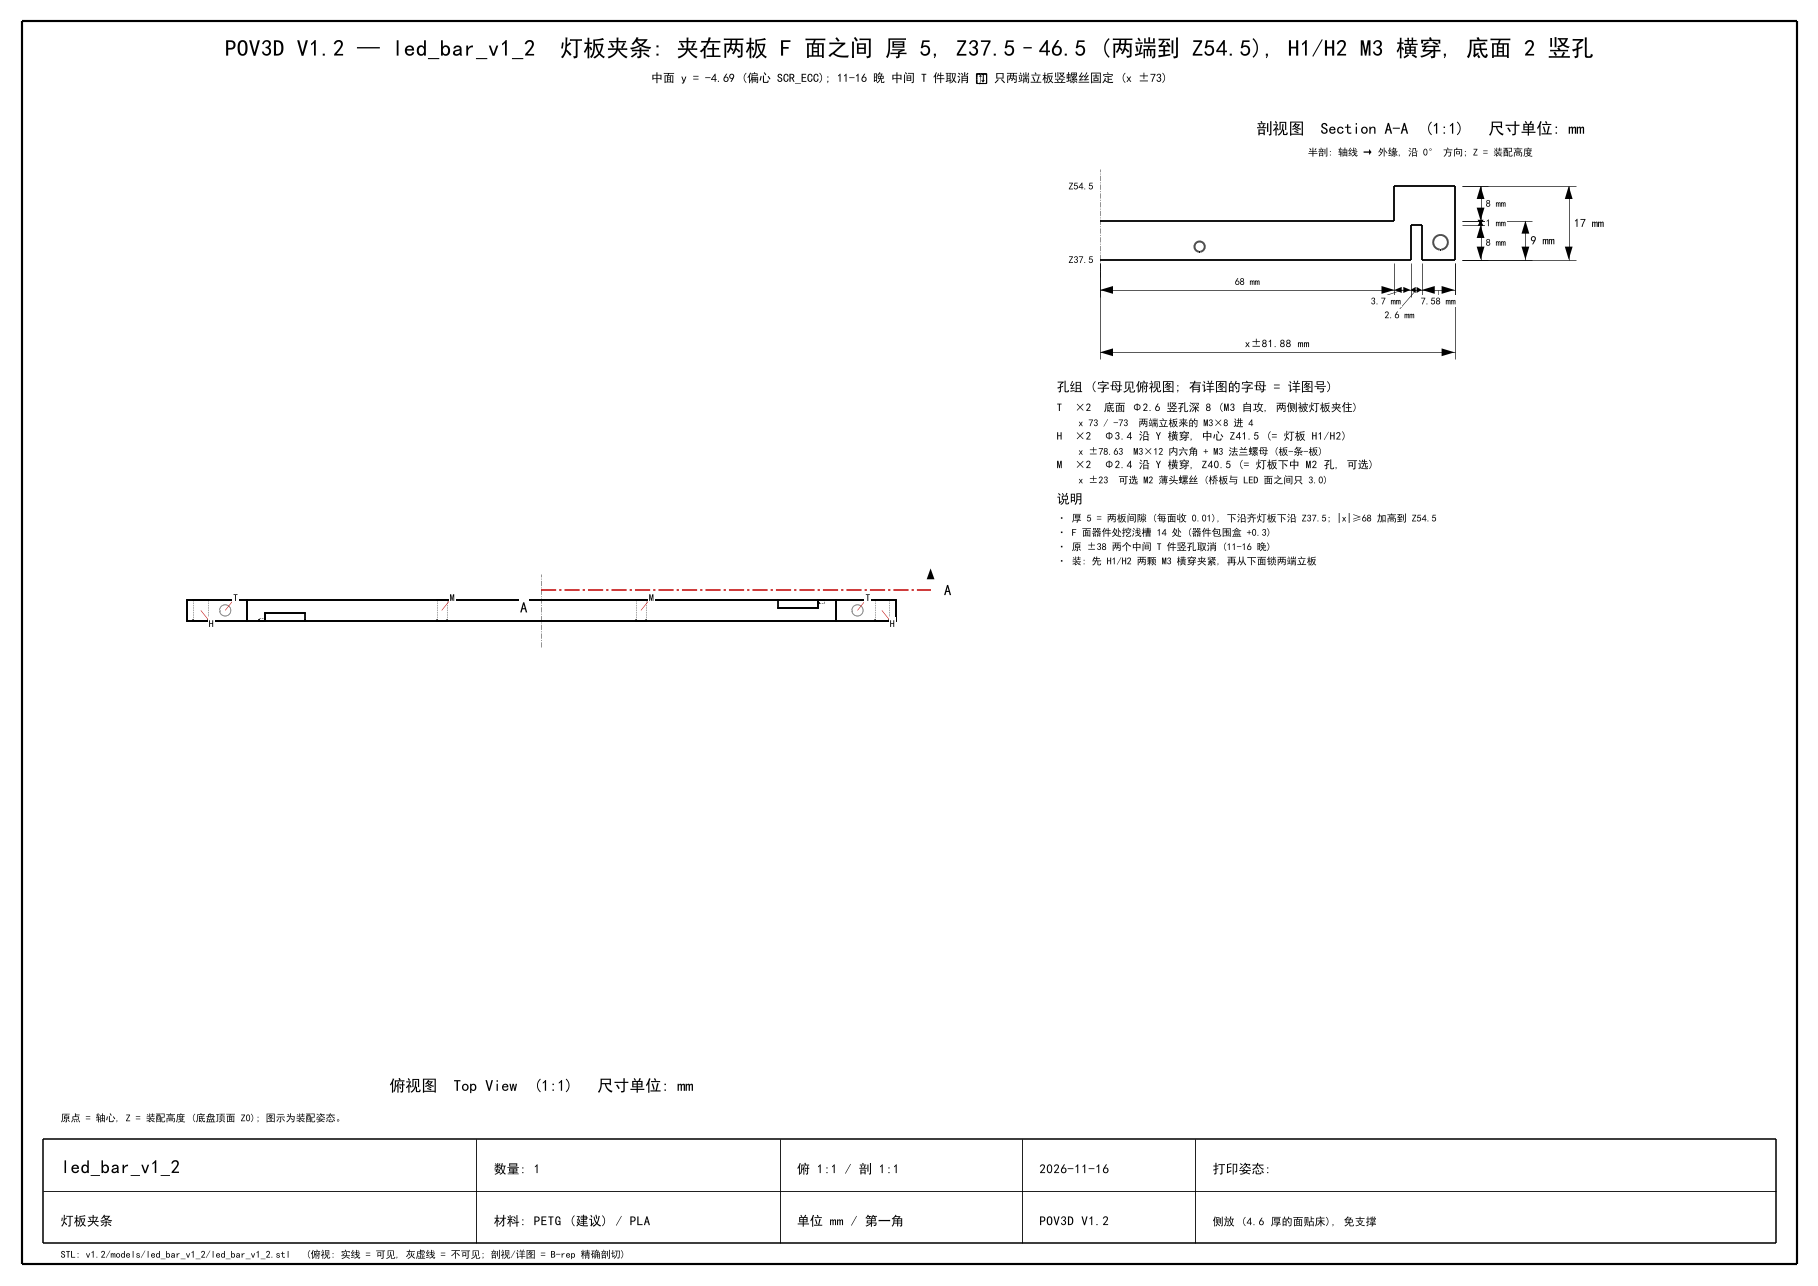 POV3D V1.2 — led_bar_v1_2  灯板夹条: 夹在两板 F 面之间 厚 5, Z37.5–46.5 (两端到 Z54.5), H1/H2 M3 横穿, 底面 2 竖孔
中面 y = -4.69 (偏心 SCR_ECC); 11-16 晚 中间 T 件取消 只两端立板竖螺丝固定 (x ±73)
剖视图  Section A-A  (1:1)  尺寸单位: mm
半剖: 轴线 → 外缘, 沿 0° 方向; Z = 装配高度
Z54.5
8 mm
1 mm
17 mm
8 mm
9 mm
Z37.5
68 mm
3.7 mm
7.58 mm
2.6 mm
x±81.88 mm
孔组 (字母见俯视图; 有详图的字母 = 详图号)
T  ×2  底面 Φ2.6 竖孔深 8 (M3 自攻, 两侧被灯板夹住)
x 73 / -73  两端立板来的 M3×8 进 4
H  ×2  Φ3.4 沿 Y 横穿, 中心 Z41.5 (= 灯板 H1/H2)
x ±78.63  M3×12 内六角 + M3 法兰螺母 (板-条-板)
M  ×2  Φ2.4 沿 Y 横穿, Z40.5 (= 灯板下中 M2 孔, 可选)
x ±23  可选 M2 薄头螺丝 (桥板与 LED 面之间只 3.0)
说明
· 厚 5 = 两板间隙 (每面收 0.01), 下沿齐灯板下沿 Z37.5; |x|≥68 加高到 Z54.5
· F 面器件处挖浅槽 14 处 (器件包围盒 +0.3)
· 原 ±38 两个中间 T 件竖孔取消 (11-16 晚)
· 装: 先 H1/H2 两颗 M3 横穿夹紧, 再从下面锁两端立板
A
T
M
A
M
T
H
H
俯视图  Top View  (1:1)  尺寸单位: mm
原点 = 轴心, Z = 装配高度 (底盘顶面 Z0); 图示为装配姿态。
led_bar_v1_2
数量: 1
俯 1:1 / 剖 1:1
2026-11-16
打印姿态:
灯板夹条
材料: PETG (建议) / PLA
单位 mm / 第一角
POV3D V1.2
侧放 (4.6 厚的面贴床), 免支撑
STL: v1.2/models/led_bar_v1_2/led_bar_v1_2.stl  (俯视: 实线 = 可见, 灰虚线 = 不可见; 剖视/详图 = B-rep 精确剖切)